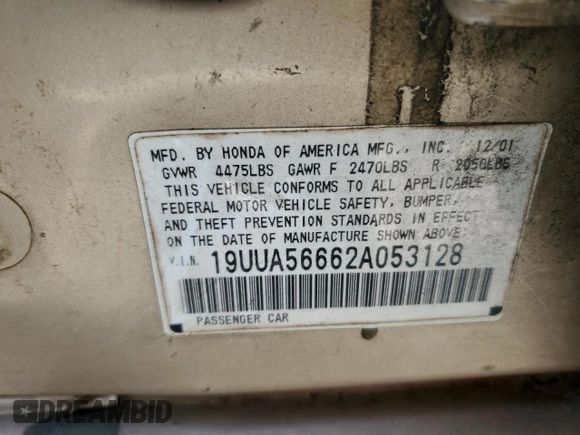 MFD. BY HONDA OF AMERICA MFG., INC. 12/01
GVWR 4475LBS GAWR F 2470LBS R 2050LBS
THIS VEHICLE CONFORMS TO ALL APPLICABLE
FEDERAL MOTOR VEHICLE SAFETY, BUMPER,
AND THEFT PREVENTION STANDARDS IN EFFECT
ON THE DATE OF MANUFACTURE SHOWN ABOVE.
V.I.N. 19UUA56662A053128
PASSENGER CAR
DREAMBID